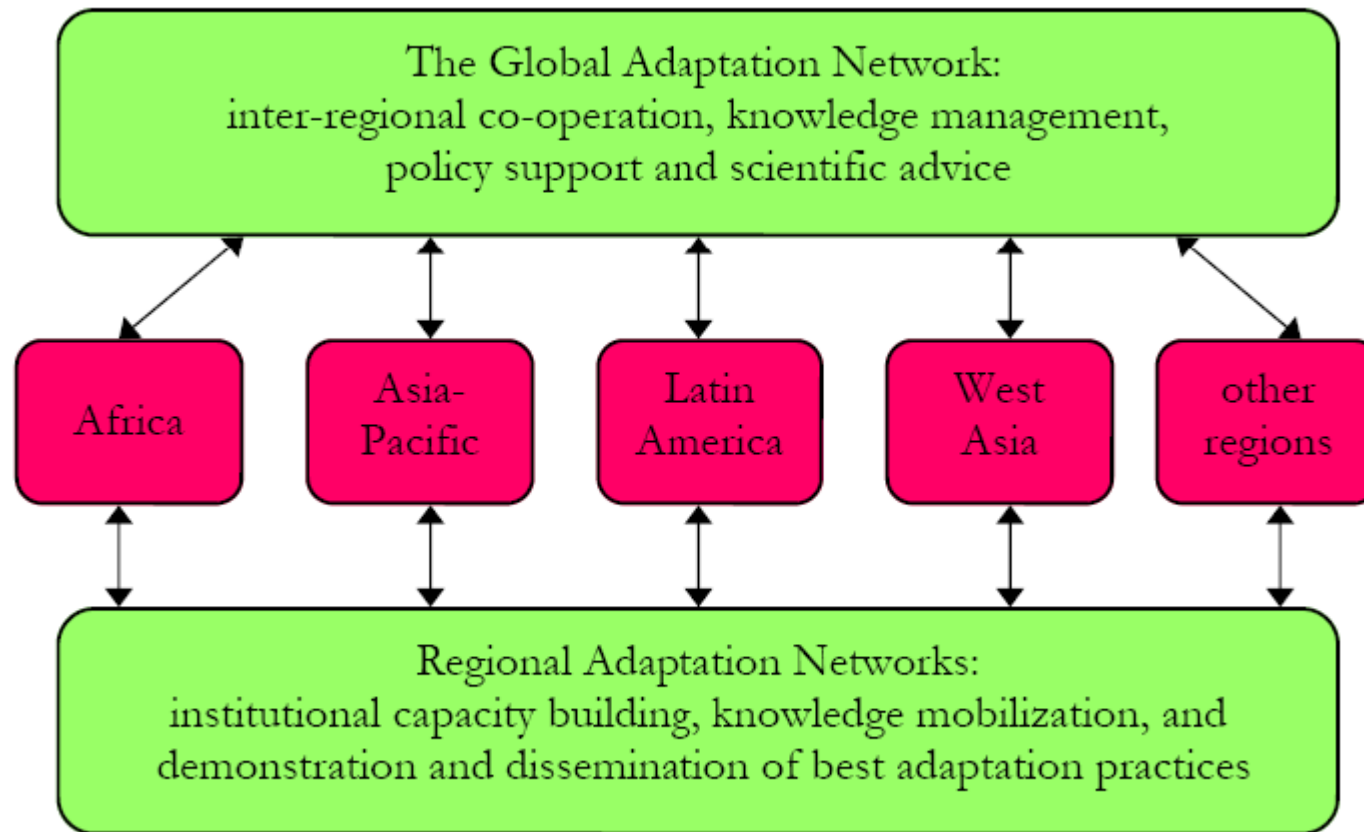 The Global Adaptation Network:
inter-regional co-operation, knowledge management,
policy support and scientific advice
Africa
Asia-
Pacific
Latin
America
West
Asia
other
regions
Regional Adaptation Networks:
institutional capacity building, knowledge mobilization, and
demonstration and dissemination of best adaptation practices